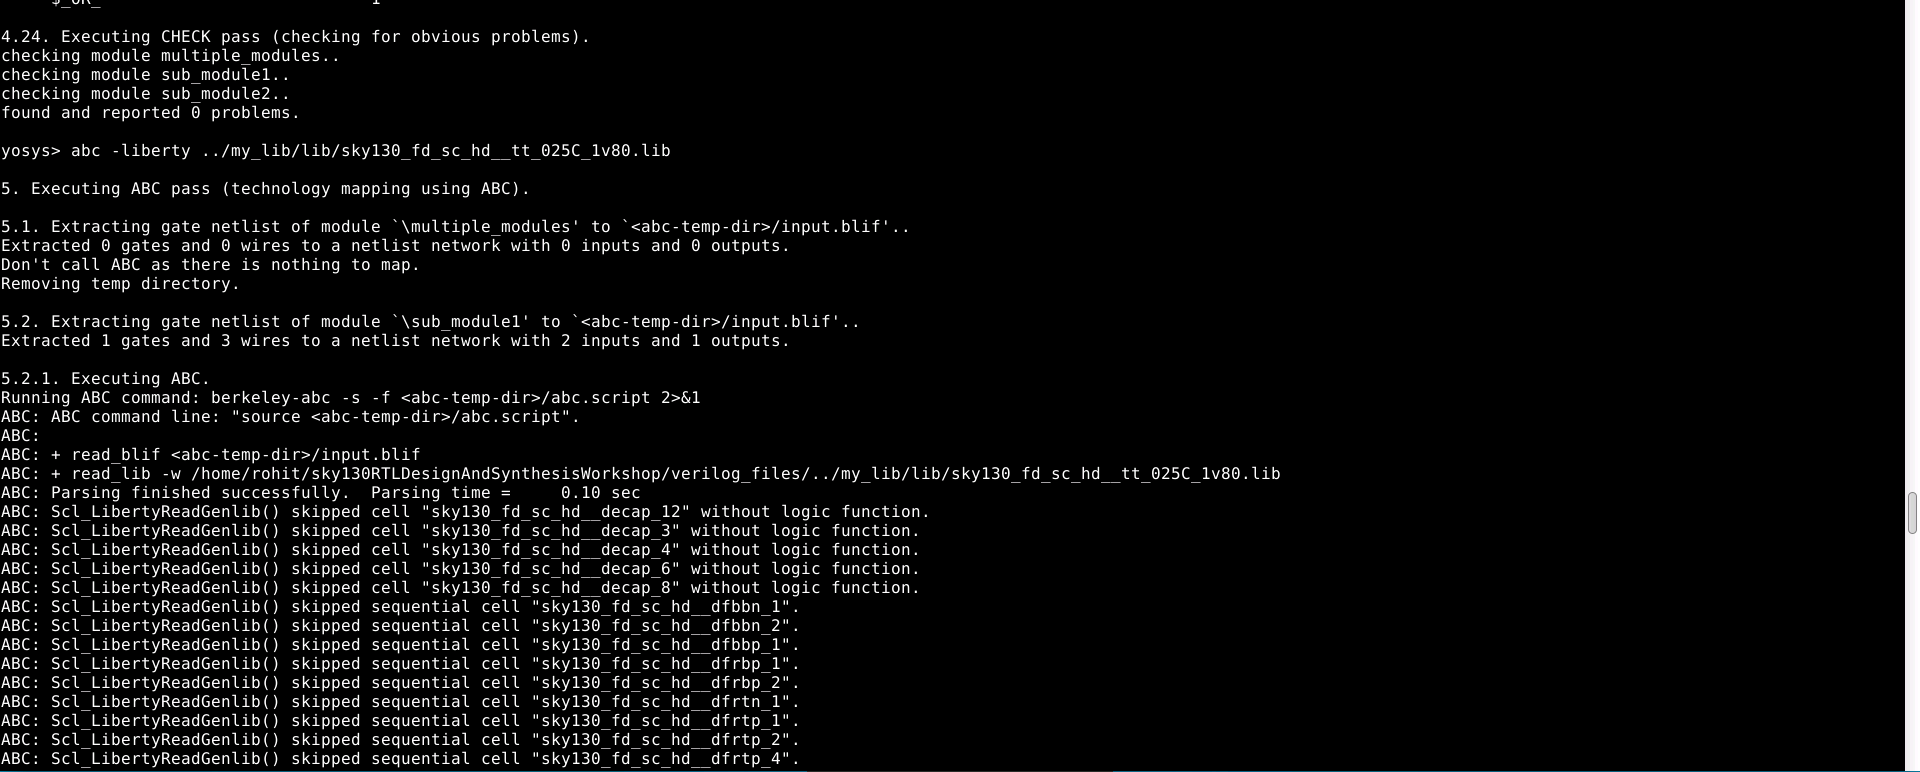 $_OR_ 1
4.24. Executing CHECK pass (checking for obvious problems).
checking module multiple_modules..
checking module sub_module1..
checking module sub_module2..
found and reported 0 problems.
yosys> abc -liberty ../my_lib/lib/sky130_fd_sc_hd__tt_025C_1v80.lib
5. Executing ABC pass (technology mapping using ABC).
5.1. Extracting gate netlist of module `\multiple_modules' to `<abc-temp-dir>/input.blif'..
Extracted 0 gates and 0 wires to a netlist network with 0 inputs and 0 outputs.
Don't call ABC as there is nothing to map.
Removing temp directory.
5.2. Extracting gate netlist of module `\sub_module1' to `<abc-temp-dir>/input.blif'..
Extracted 1 gates and 3 wires to a netlist network with 2 inputs and 1 outputs.
5.2.1. Executing ABC.
Running ABC command: berkeley-abc -s -f <abc-temp-dir>/abc.script 2>&1
ABC: ABC command line: "source <abc-temp-dir>/abc.script".
ABC:
ABC: + read_blif <abc-temp-dir>/input.blif
ABC: + read_lib -w /home/rohit/sky130RTLDesignAndSynthesisWorkshop/verilog_files/../my_lib/lib/sky130_fd_sc_hd__tt_025C_1v80.lib
ABC: Parsing finished successfully.  Parsing time =     0.10 sec
ABC: Scl_LibertyReadGenlib() skipped cell "sky130_fd_sc_hd__decap_12" without logic function.
ABC: Scl_LibertyReadGenlib() skipped cell "sky130_fd_sc_hd__decap_3" without logic function.
ABC: Scl_LibertyReadGenlib() skipped cell "sky130_fd_sc_hd__decap_4" without logic function.
ABC: Scl_LibertyReadGenlib() skipped cell "sky130_fd_sc_hd__decap_6" without logic function.
ABC: Scl_LibertyReadGenlib() skipped cell "sky130_fd_sc_hd__decap_8" without logic function.
ABC: Scl_LibertyReadGenlib() skipped sequential cell "sky130_fd_sc_hd__dfbbn_1".
ABC: Scl_LibertyReadGenlib() skipped sequential cell "sky130_fd_sc_hd__dfbbn_2".
ABC: Scl_LibertyReadGenlib() skipped sequential cell "sky130_fd_sc_hd__dfbbp_1".
ABC: Scl_LibertyReadGenlib() skipped sequential cell "sky130_fd_sc_hd__dfrbp_1".
ABC: Scl_LibertyReadGenlib() skipped sequential cell "sky130_fd_sc_hd__dfrbp_2".
ABC: Scl_LibertyReadGenlib() skipped sequential cell "sky130_fd_sc_hd__dfrtn_1".
ABC: Scl_LibertyReadGenlib() skipped sequential cell "sky130_fd_sc_hd__dfrtp_1".
ABC: Scl_LibertyReadGenlib() skipped sequential cell "sky130_fd_sc_hd__dfrtp_2".
ABC: Scl_LibertyReadGenlib() skipped sequential cell "sky130_fd_sc_hd__dfrtp_4".